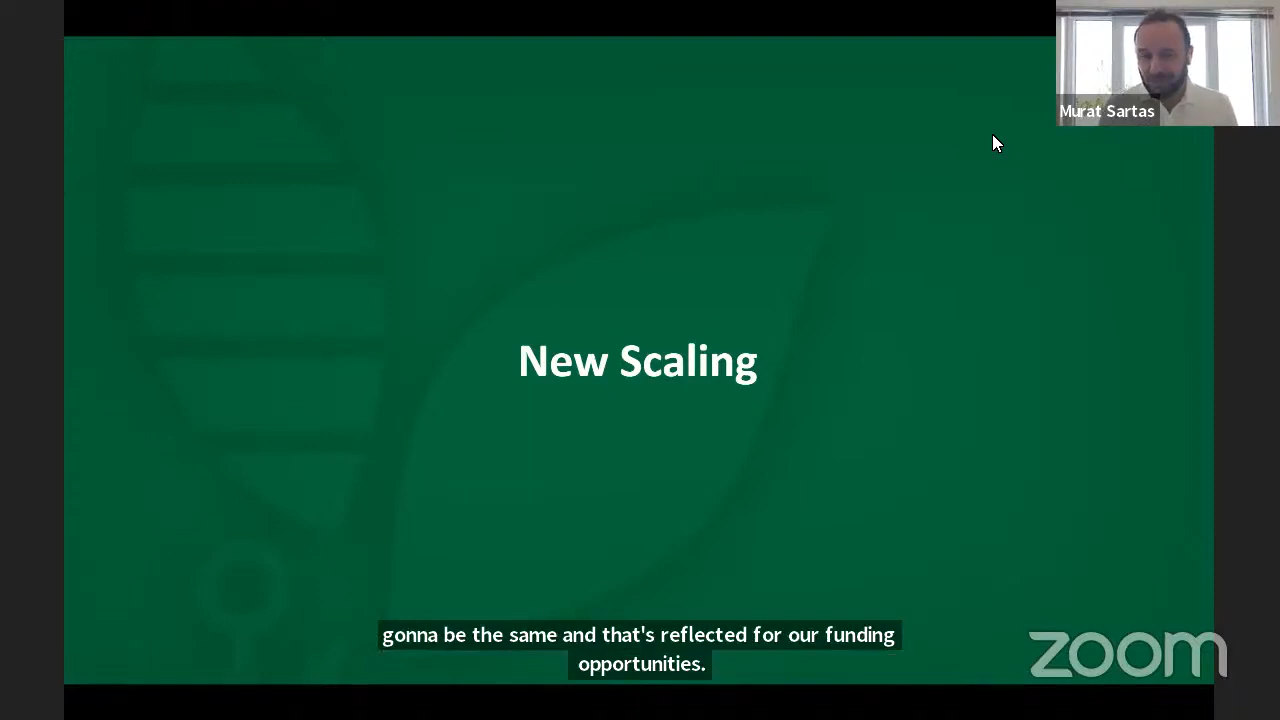 Murat Sartas
New Scaling
gonna be the same and that's reflected for our funding
opportunities.
zoom